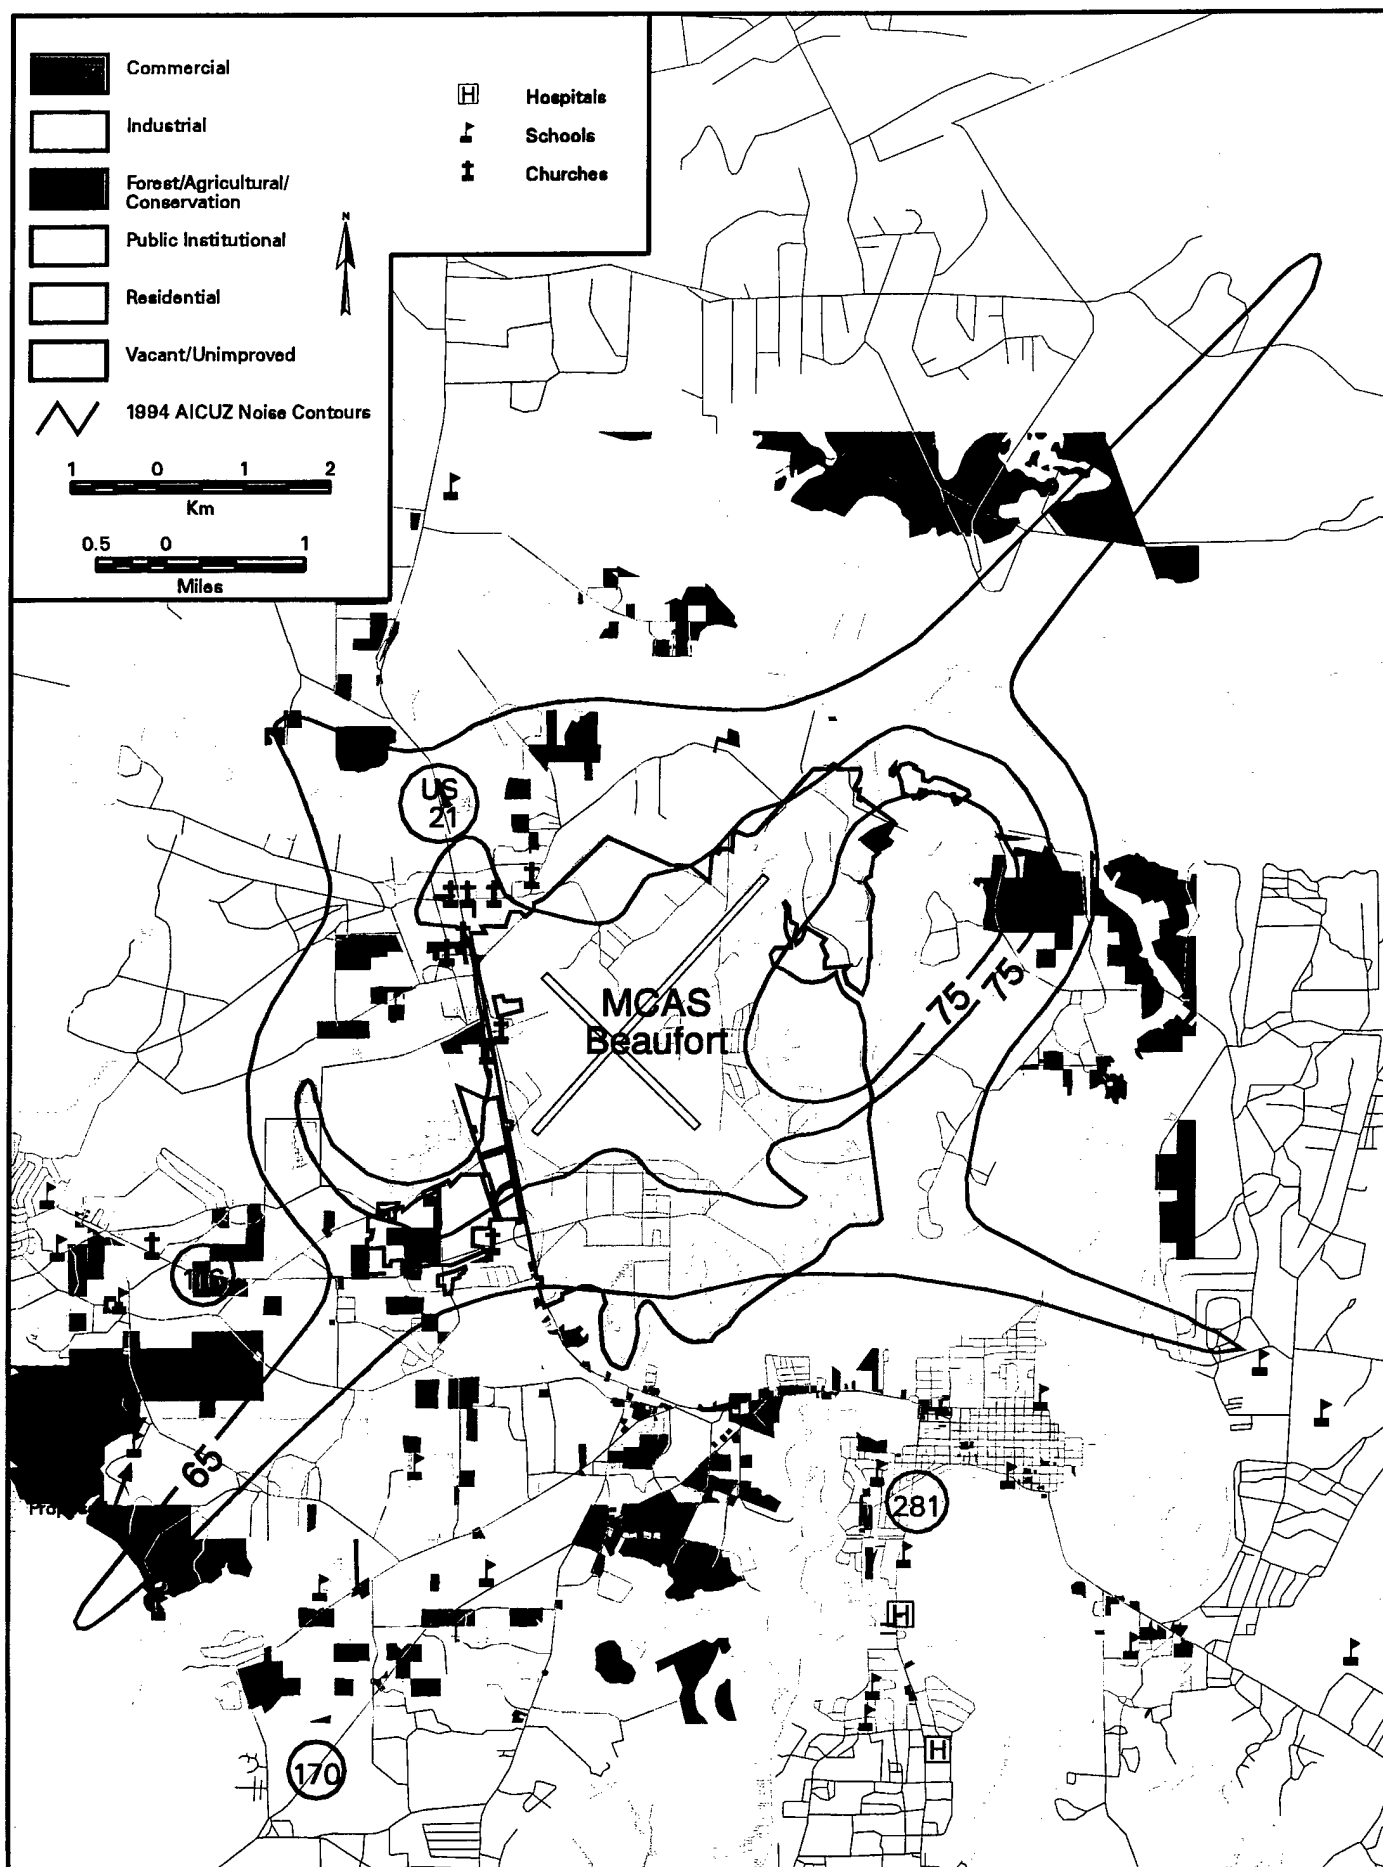 Commercial
Industrial
Forest/Agricultural/
Conservation
Public Institutional
Residential
Vacant/Unimproved
1994 AICUZ Noise Contours
H Hospitals
Schools
Churches
N
1 0 1 2
Km
0.5 0 1
Miles
US
21
MCAS
Beaufort
75
75
65
281
H
H
170